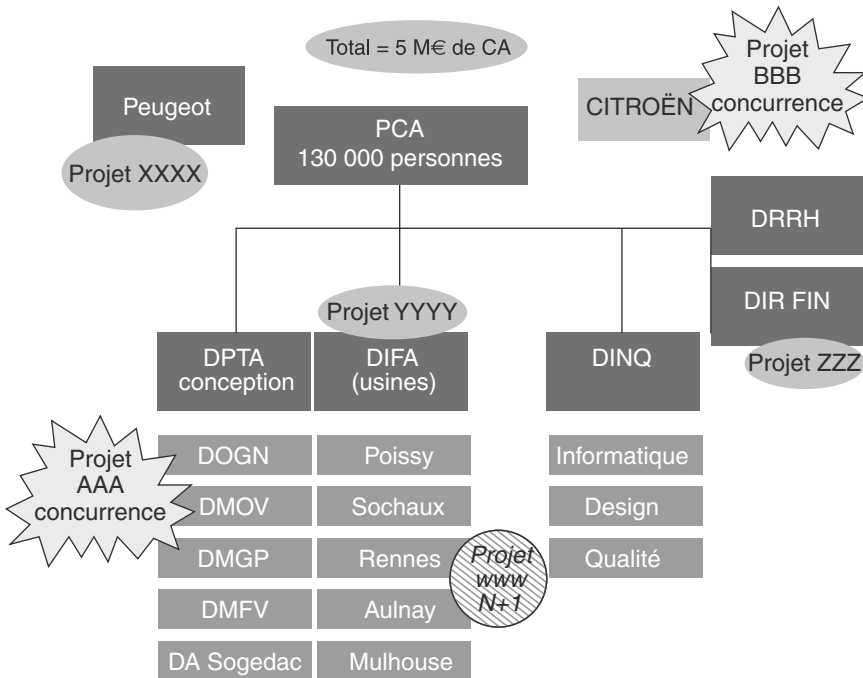 Total = 5 M€ de CA
Projet
BBB
concurrence
Peugeot
Projet XXXX
PCA
130 000 personnes
CITROËN
DRRH
DIR FIN
Projet ZZZ
Projet YYYY
DPTA
conception
DIFA
(usines)
DINQ
Projet
AAA
concurrence
DOGN
DMOV
DMGP
DMFV
DA Sogedac
Poissy
Sochaux
Rennes
Aulnay
Mulhouse
Projet
www
N+1
Informatique
Design
Qualité